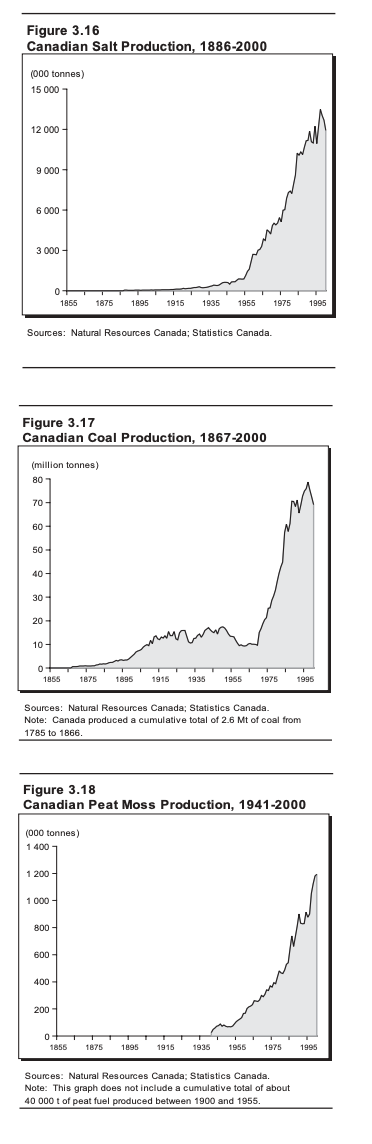 Figure 3.16
Canadian Salt Production, 1886-2000
(000 tonnes)
15 000
12 000
9 000
6 000
3 000
0
1855 1875 1895 1915 1935 1945 1955 1975 1995
Sources: Natural Resources Canada; Statistics Canada.
Figure 3.17
Canadian Coal Production, 1867-2000
(million tonnes)
80
70
60
50
40
30
20
10
0
1855 1875 1895 1915 1935 1955 1975 1995
Sources: Natural Resources Canada; Statistics Canada.
Note: Canada produced a cumulative total of 2.6 Mt of coal from
1785 to 1866.
Figure 3.18
Canadian Peat Moss Production, 1941-2000
(000 tonnes)
1 400
1 200
1 000
800
600
400
200
0
1855 1875 1895 1915 1935 1955 1975 1995
Sources: Natural Resources Canada; Statistics Canada.
Note: This graph does not include a cumulative total of about
40 000 t of peat fuel produced between 1900 and 1955.